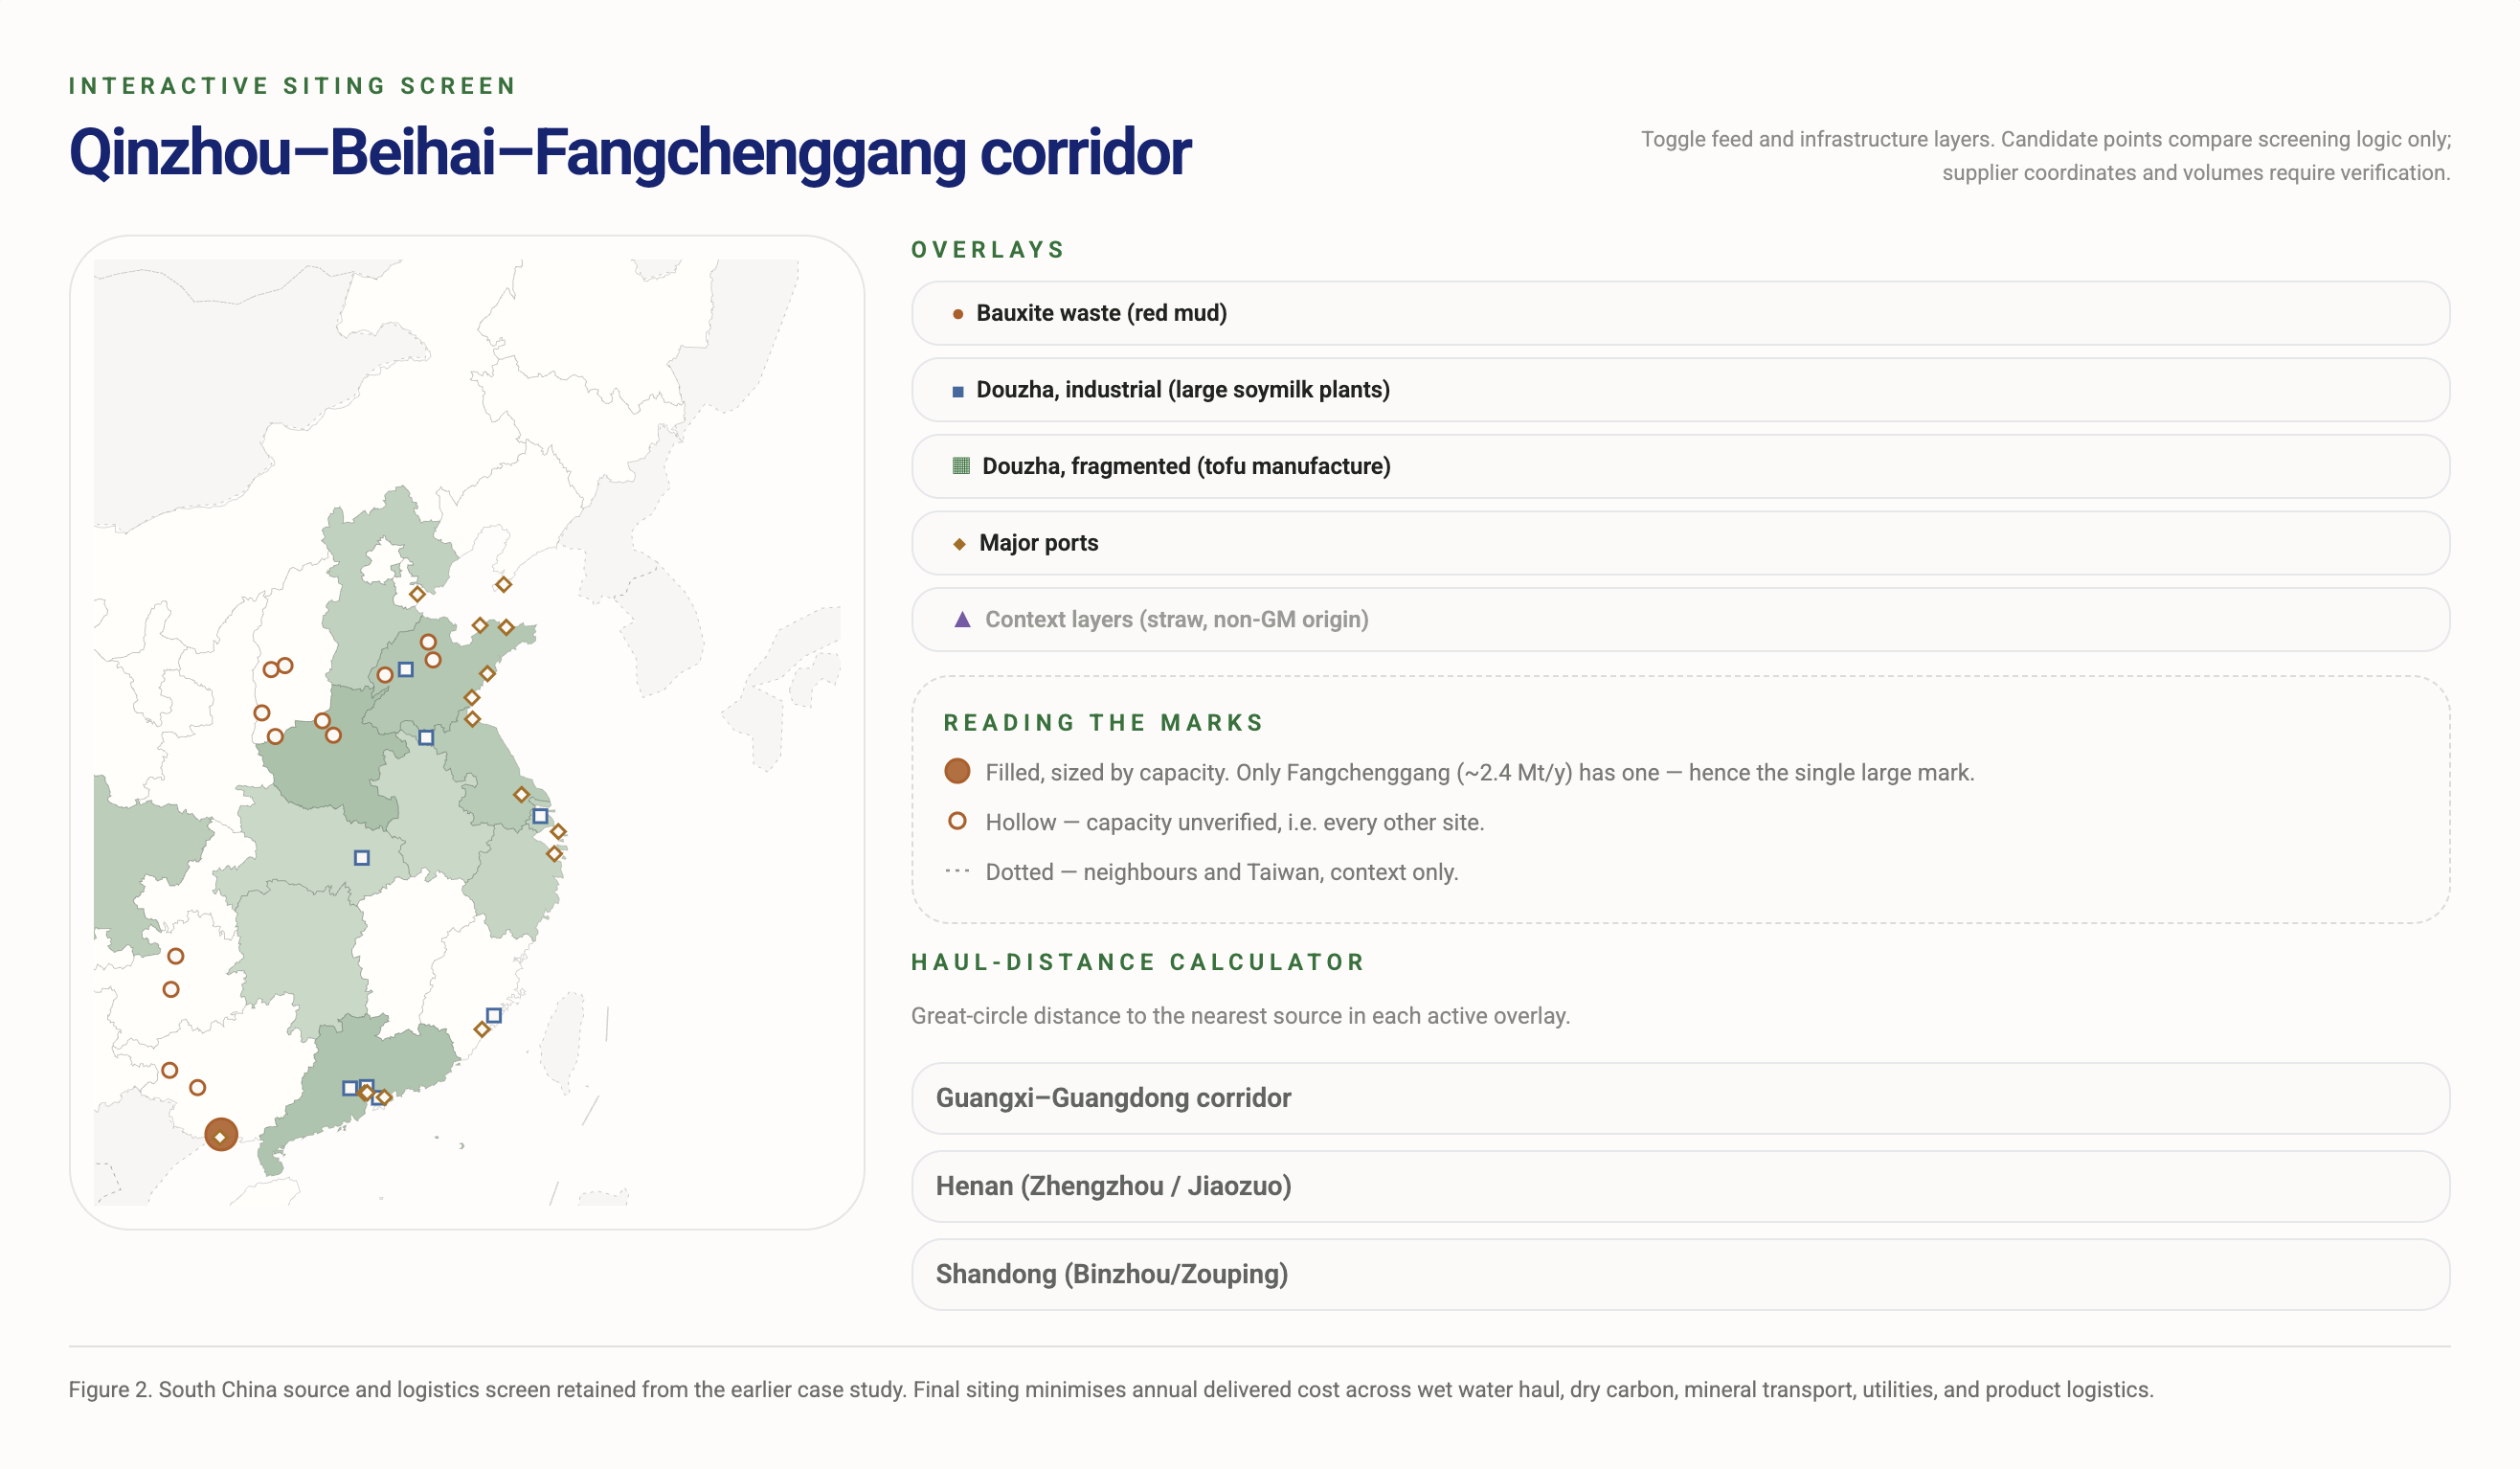 INTERACTIVE SITING SCREEN
Qinzhou–Beihai–Fangchenggang corridor
Toggle feed and infrastructure layers. Candidate points compare screening logic only;
supplier coordinates and volumes require verification.
OVERLAYS
Bauxite waste (red mud)
Douzha, industrial (large soymilk plants)
Douzha, fragmented (tofu manufacture)
Major ports
Context layers (straw, non-GM origin)
READING THE MARKS
Filled, sized by capacity. Only Fangchenggang (~2.4 Mt/y) has one — hence the single large mark.
Hollow — capacity unverified, i.e. every other site.
Dotted — neighbours and Taiwan, context only.
HAUL-DISTANCE CALCULATOR
Great-circle distance to the nearest source in each active overlay.
Guangxi–Guangdong corridor
Henan (Zhengzhou / Jiaozuo)
Shandong (Binzhou/Zouping)
Figure 2. South China source and logistics screen retained from the earlier case study. Final siting minimises annual delivered cost across wet water haul, dry carbon, mineral transport, utilities, and product logistics.